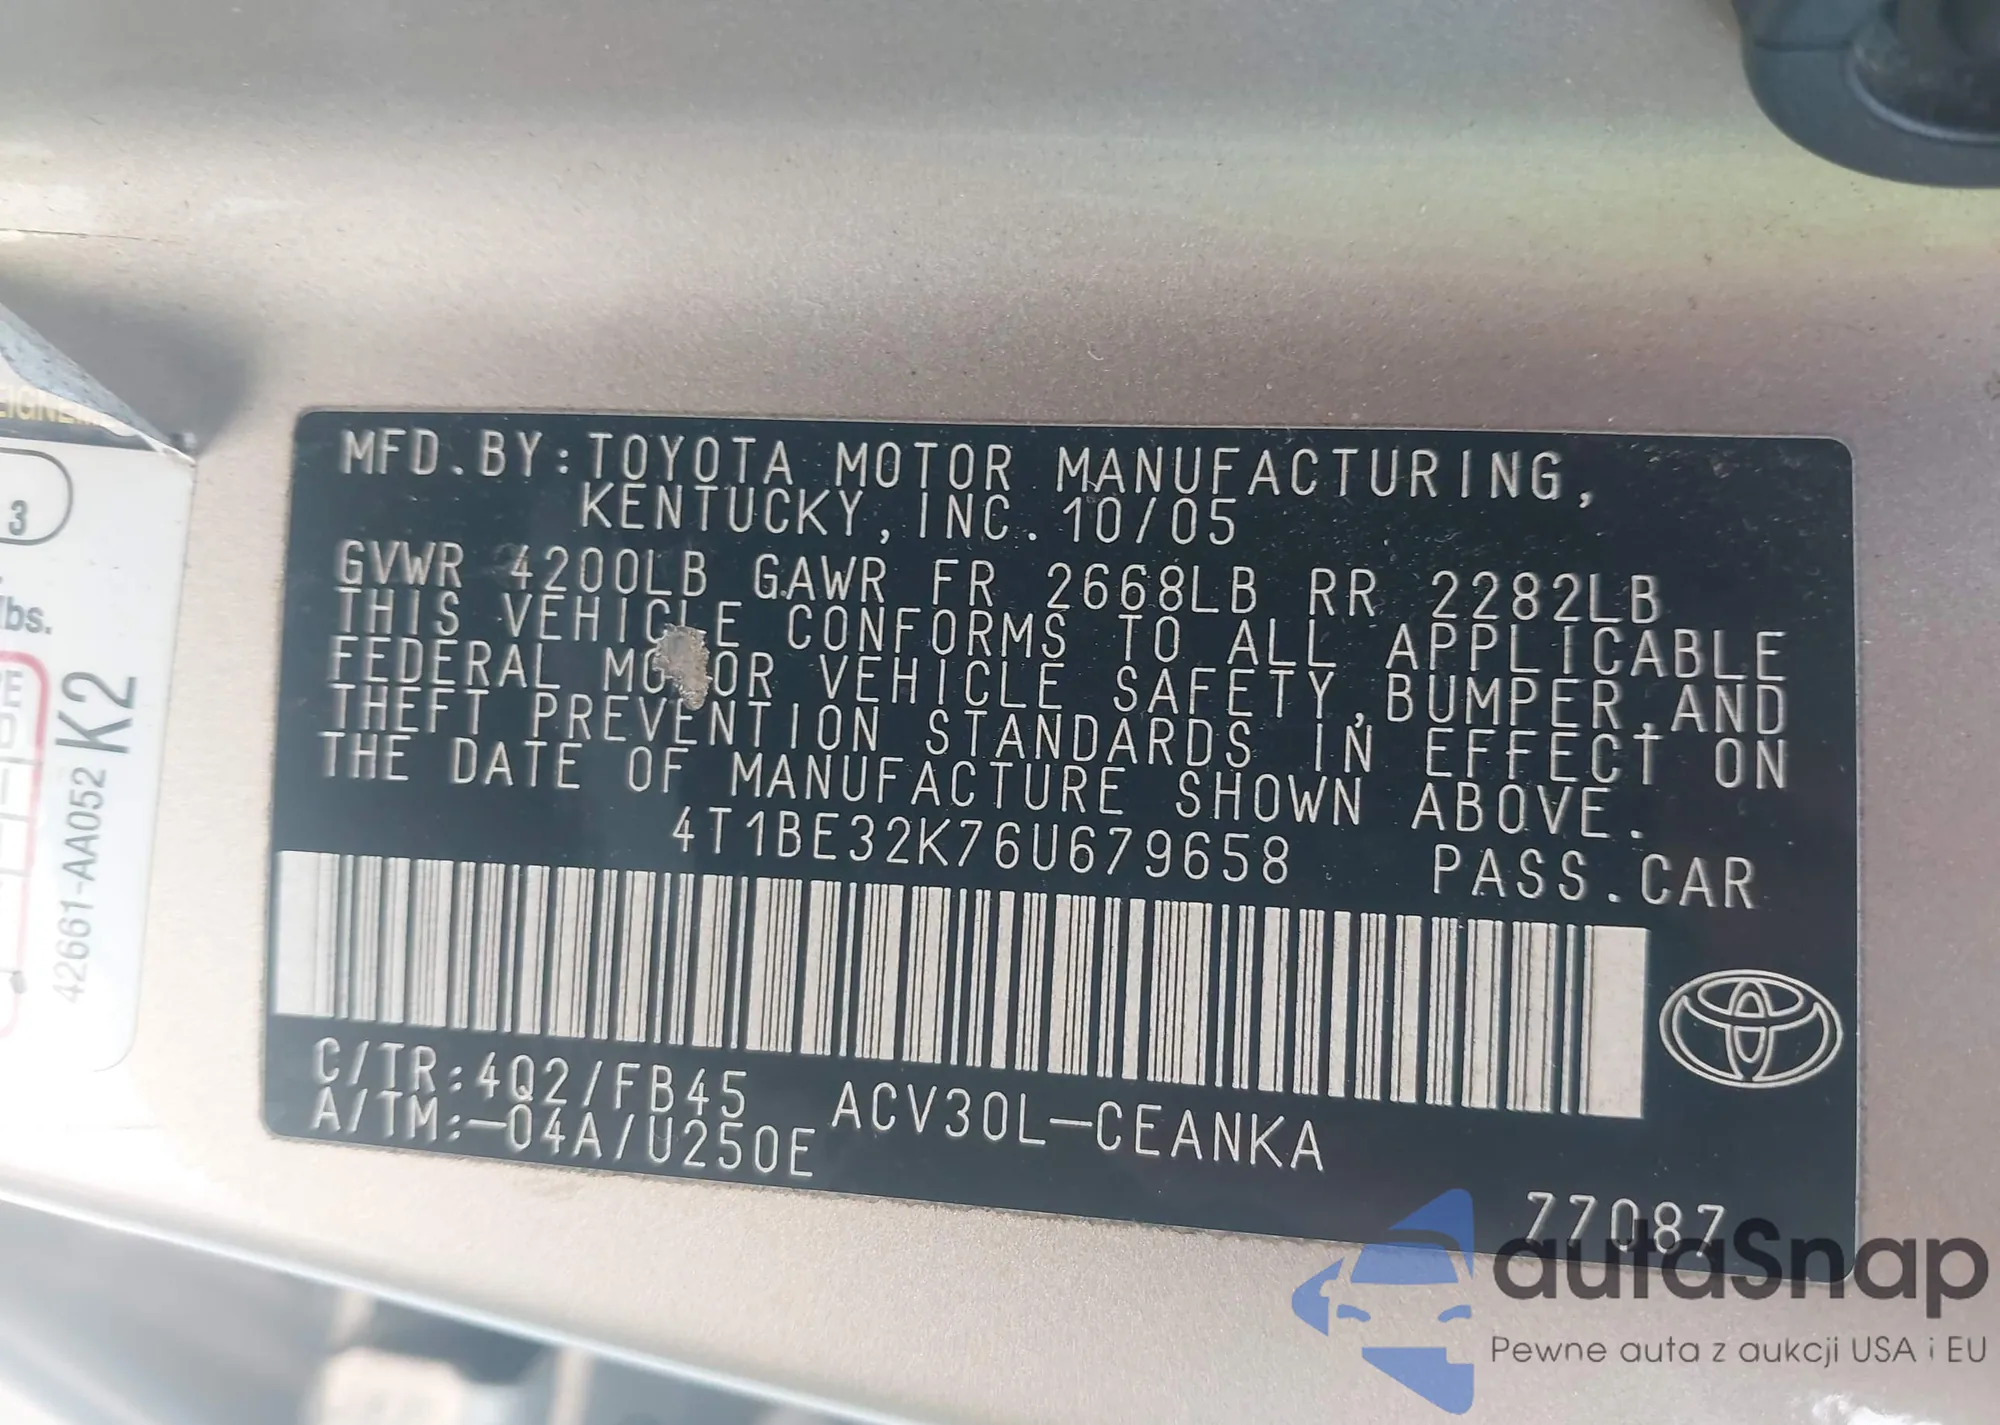 MFD.BY:TOYOTA MOTOR MANUFACTURING,
KENTUCKY,INC. 10/05
GVWR 4200LB GAWR FR 2668LB RR 2282LB
THIS VEHICLE CONFORMS TO ALL APPLICABLE
FEDERAL MOTOR VEHICLE SAFETY,BUMPER,AND
THEFT PREVENTION STANDARDS IN EFFECT ON
THE DATE OF MANUFACTURE SHOWN ABOVE.
4T1BE32K76U679658 PASS.CAR
C/TR:4Q2/FB45 ACV30L-CEANKA
A/TM:-04A/U250E
77087
3
lbs.
42661-AA052 K2
autaSnap
Pewne auta z aukcji USA i EU